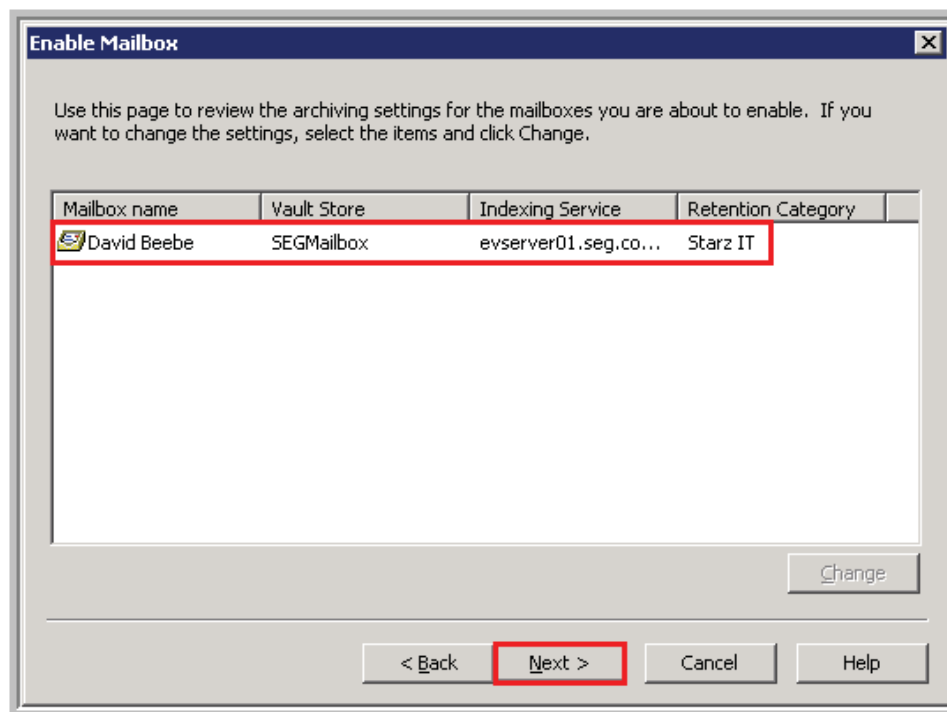 Enable Mailbox
Use this page to review the archiving settings for the mailboxes you are about to enable.  If you
want to change the settings, select the items and click Change.
Mailbox name Vault Store Indexing Service Retention Category
David Beebe SEGMailbox evserver01.seg.co... Starz IT
Change
< Back Next > Cancel Help